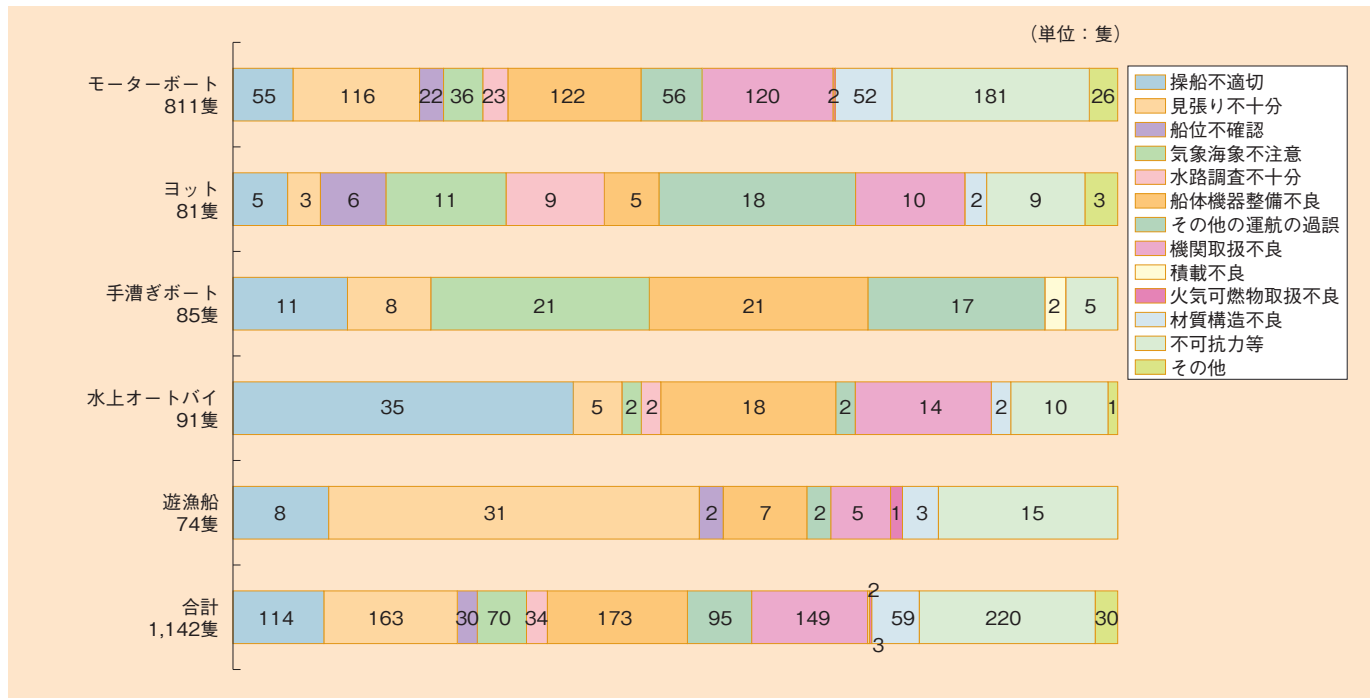 （単位：隻）
モーターボート
811隻
55 116 22 36 23 122 56 120 2 52 181 26
ヨット
81隻
5 3 6 11 9 5 18 10 2 9 3
手漕ぎボート
85隻
11 8 21 21 17 2 5
水上オートバイ
91隻
35 5 2 2 18 2 14 2 10 1
遊漁船
74隻
8 31 2 7 2 5 1 3 15
合計
1,142隻
114 163 30 70 34 173 95 149 2 3 59 220 30
操船不適切
見張り不十分
船位不確認
気象海象不注意
水路調査不十分
船体機器整備不良
その他の運航の過誤
機関取扱不良
積載不良
火気可燃物取扱不良
材質構造不良
不可抗力等
その他